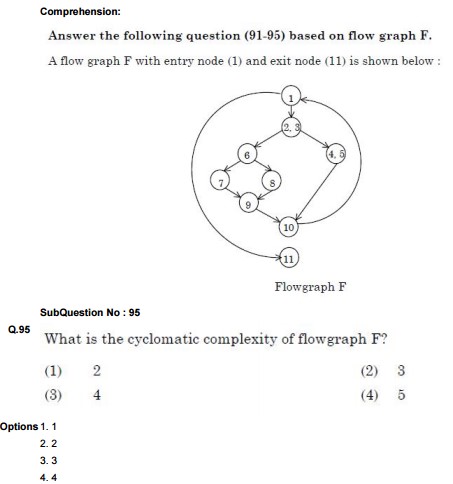 Comprehension:
Answer the following question (91-95) based on flow graph F.
A flow graph F with entry node (1) and exit node (11) is shown below :
1
2, 3
6
4, 5
7
8
9
10
11
Flowgraph F
SubQuestion No : 95
Q.95
What is the cyclomatic complexity of flowgraph F?
(1) 2 (2) 3
(3) 4 (4) 5
Options 1. 1
2. 2
3. 3
4. 4